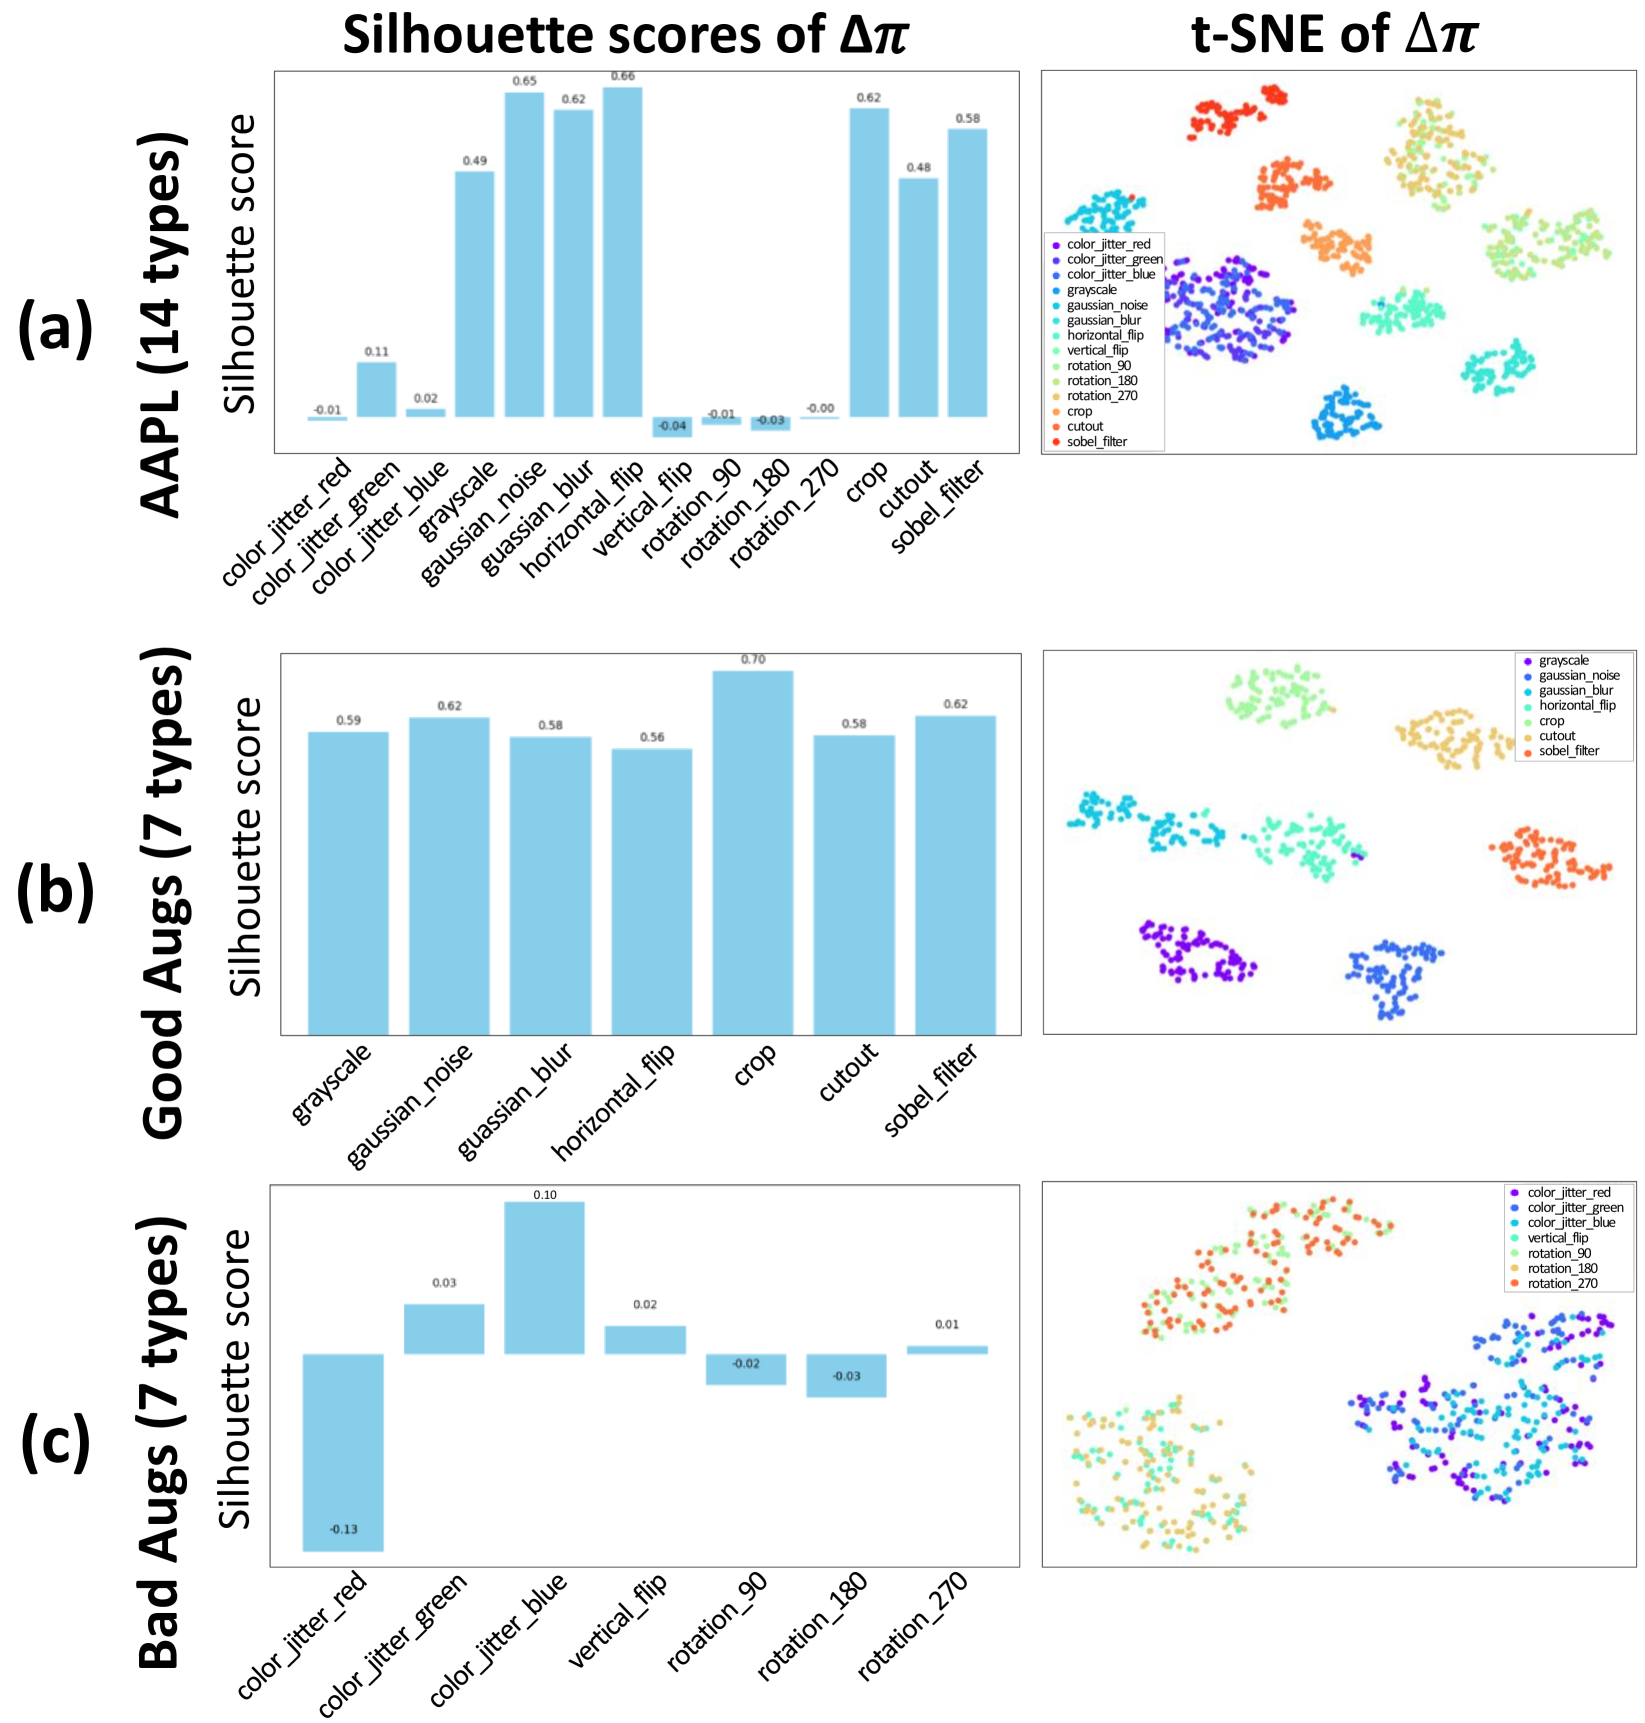 Silhouette scores of Δπ
t-SNE of Δπ
(a)
AAPL (14 types)
Silhouette score
-0.01
0.11
0.02
0.49
0.65
0.62
0.66
-0.04
-0.01
-0.03
-0.00
0.62
0.48
0.58
color_jitter_red
color_jitter_green
color_jitter_blue
grayscale
gaussian_noise
guassian_blur
horizontal_flip
vertical_flip
rotation_90
rotation_180
rotation_270
crop
cutout
sobel_filter
color_jitter_red
color_jitter_green
color_jitter_blue
grayscale
gaussian_noise
gaussian_blur
horizontal_flip
vertical_flip
rotation_90
rotation_180
rotation_270
crop
cutout
sobel_filter
(b)
Good Augs (7 types)
Silhouette score
0.59
0.62
0.58
0.56
0.70
0.58
0.62
grayscale
gaussian_noise
guassian_blur
horizontal_flip
crop
cutout
sobel_filter
grayscale
gaussian_noise
gaussian_blur
horizontal_flip
crop
cutout
sobel_filter
(c)
Bad Augs (7 types)
Silhouette score
-0.13
0.03
0.10
0.02
-0.02
-0.03
0.01
color_jitter_red
color_jitter_green
color_jitter_blue
vertical_flip
rotation_90
rotation_180
rotation_270
color_jitter_red
color_jitter_green
color_jitter_blue
vertical_flip
rotation_90
rotation_180
rotation_270